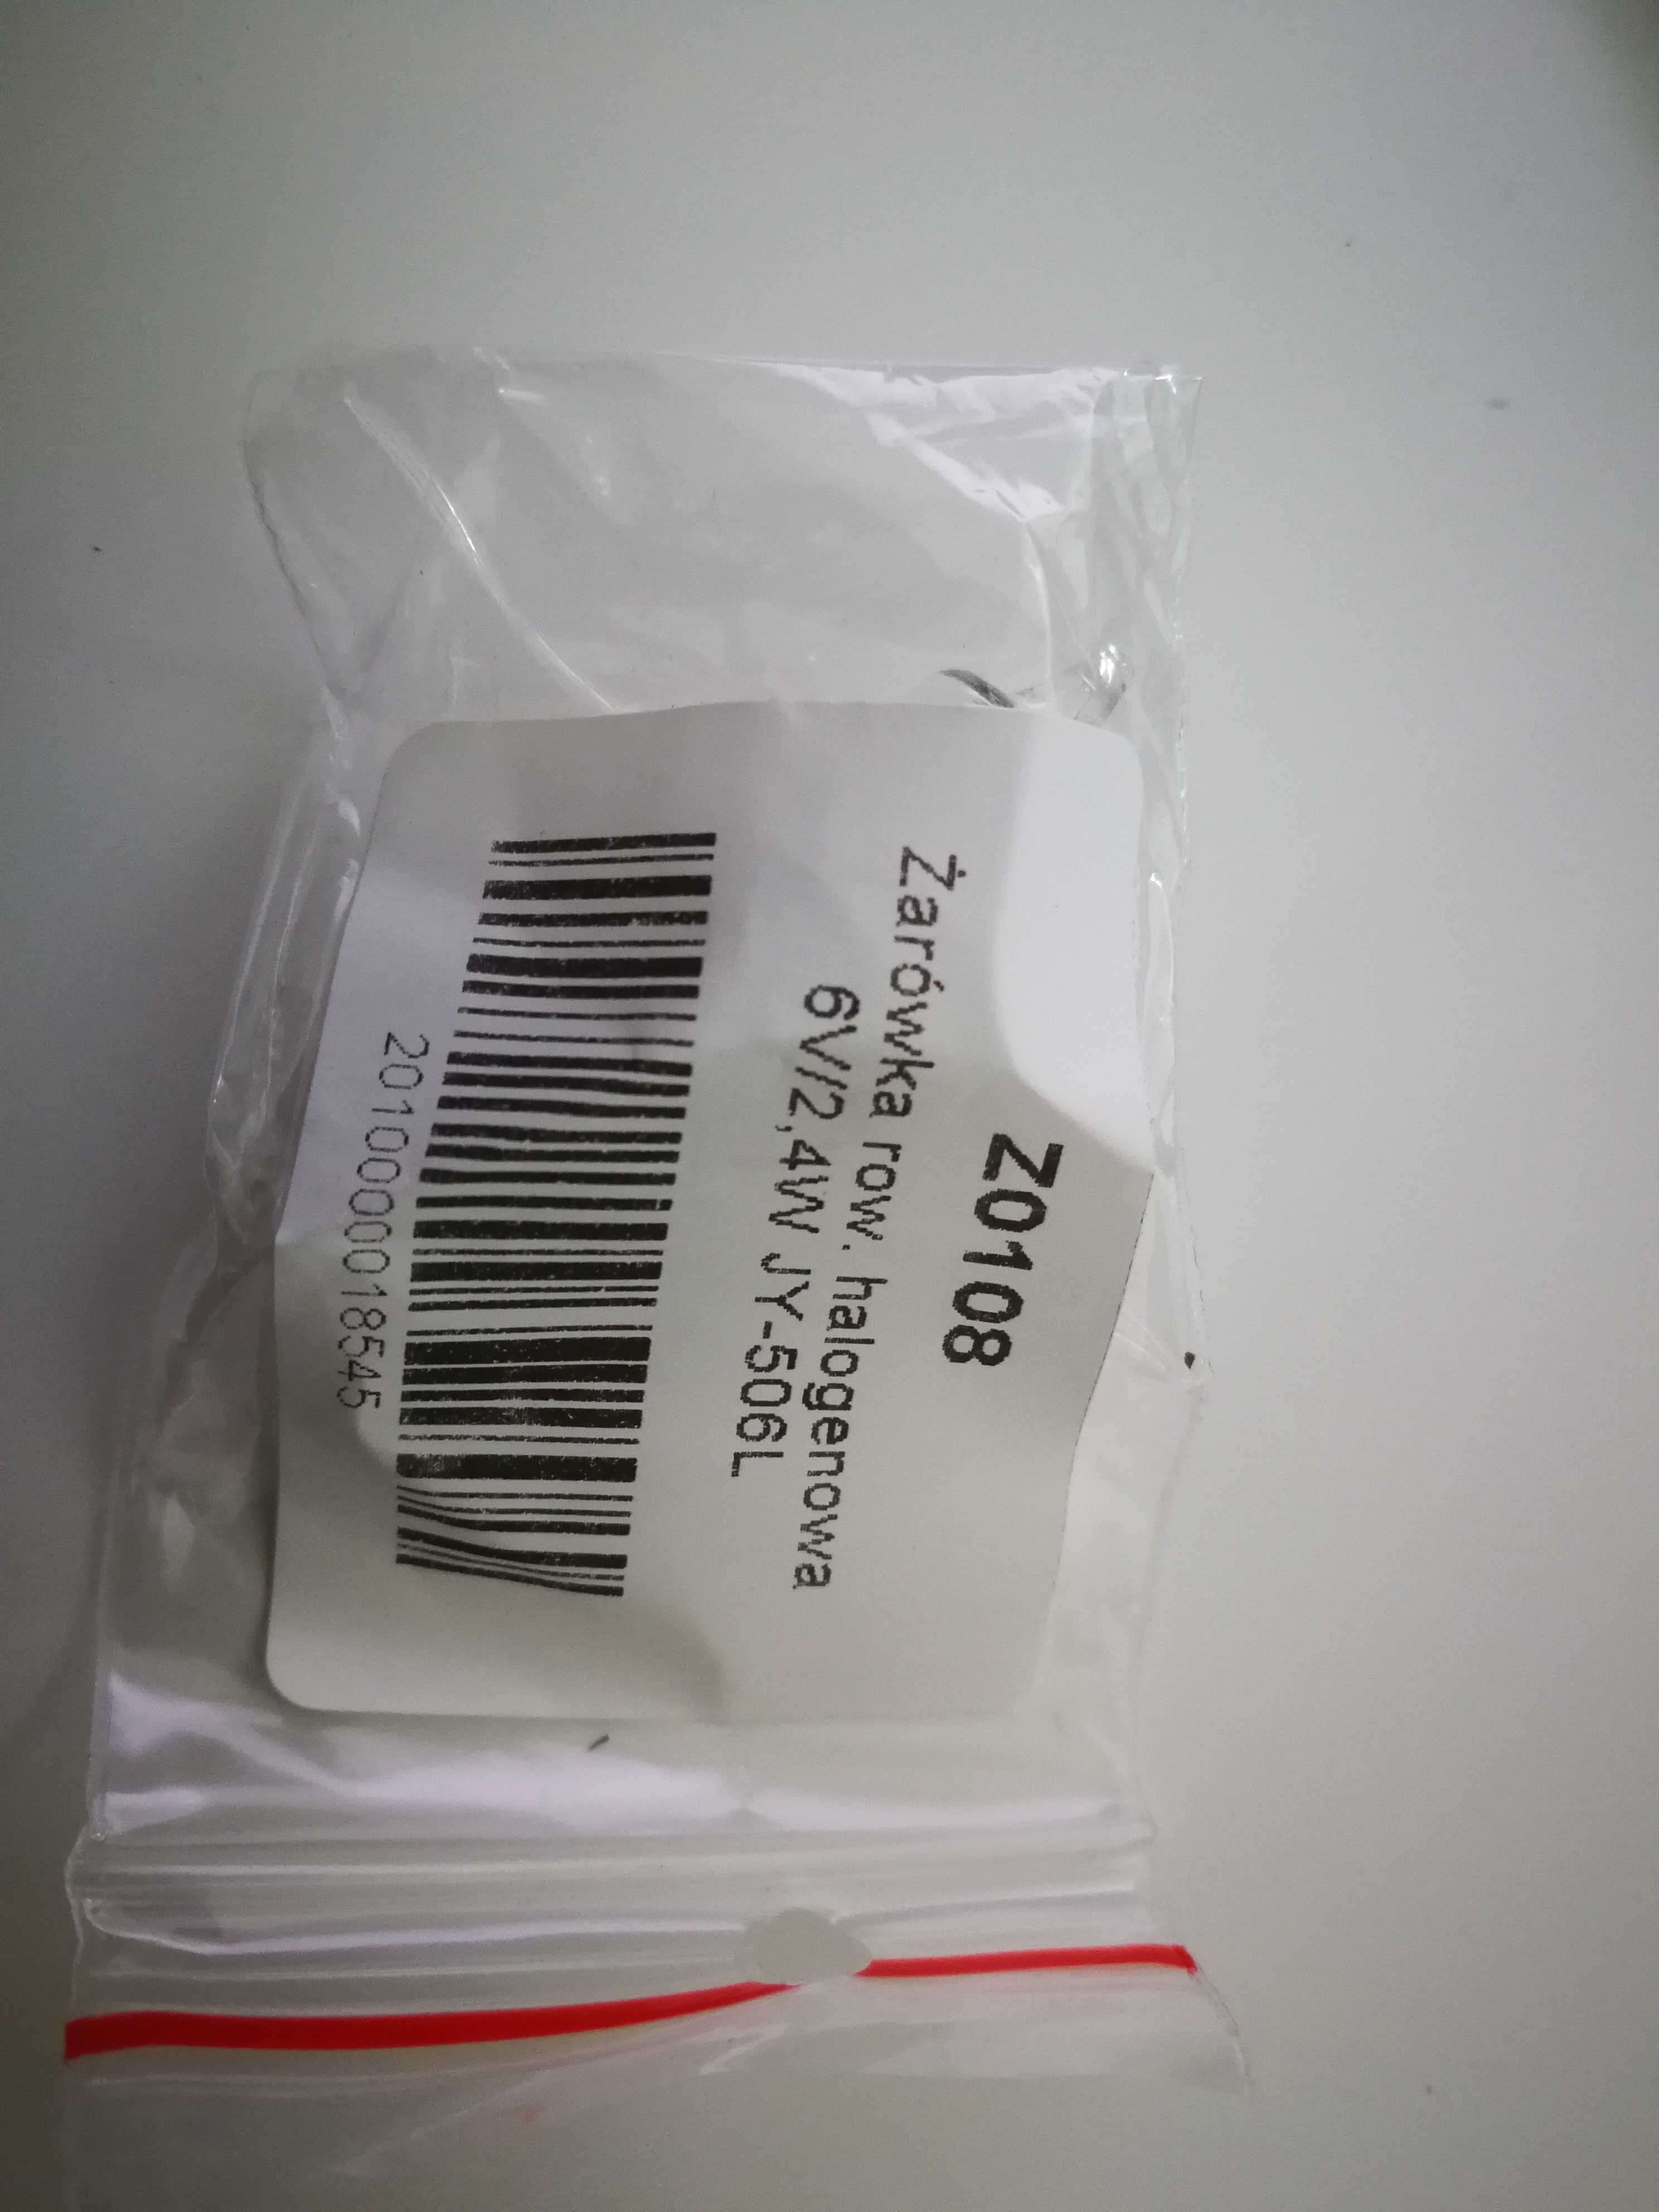 Z0108
Żarówka row. halogenowa
6V/2,4W JY-506L
2010000018545